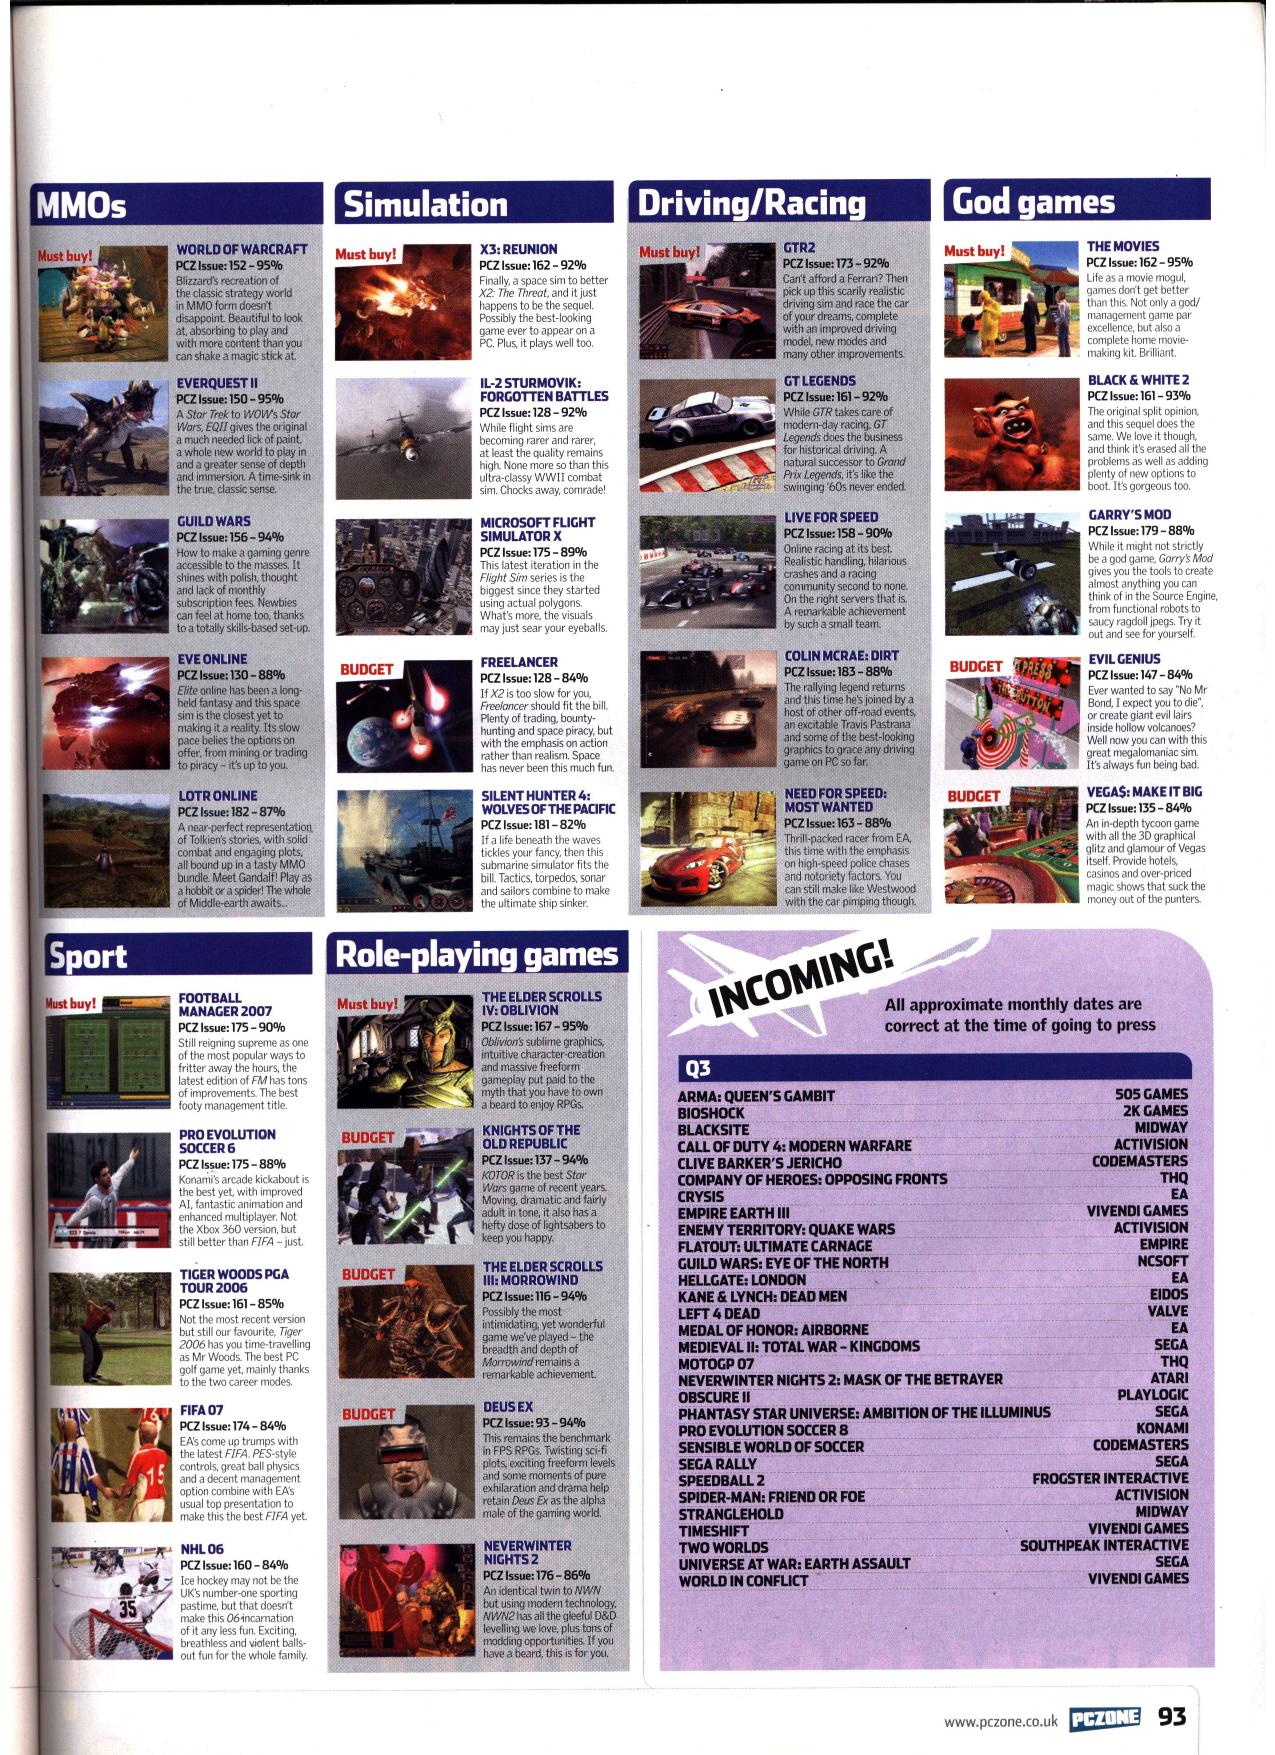 MMOs
Must buy!
WORLD OF WARCRAFT
PCZ Issue: 152 – 95%
Blizzard's recreation of
the classic strategy world
in MMO form doesn't
disappoint. Beautiful to look
at, absorbing to play and
with more content than you
can shake a magic stick at.
EVERQUEST II
PCZ Issue: 150 – 95%
A Star Trek to WOW's Star
Wars, EQII gives the original
a much needed lick of paint,
a whole new world to play in
and a greater sense of depth
and immersion. A time-sink in
the true, classic sense.
GUILD WARS
PCZ Issue: 156 – 94%
How to make a gaming genre
accessible to the masses. It
shines with polish, thought
and lack of monthly
subscription fees. Newbies
can feel at home too, thanks
to a totally skills-based set-up.
EVE ONLINE
PCZ Issue: 130 – 88%
Elite online has been a long-
held fantasy and this space
sim is the closest yet to
making it a reality. Its slow
pace belies the options on
offer, from mining or trading
to piracy – it's up to you.
LOTR ONLINE
PCZ Issue: 182 – 87%
A near-perfect representation
of Tolkien's stories, with solid
combat and engaging plots,
all bound up in a tasty MMO
bundle. Meet Gandalf! Play as
a hobbit or a spider! The whole
of Middle-earth awaits...
Simulation
Must buy!
X3: REUNION
PCZ Issue: 162 – 92%
Finally, a space sim to better
X2: The Threat, and it just
happens to be the sequel.
Possibly the best-looking
game ever to appear on a
PC. Plus, it plays well too.
IL-2 STURMOVIK:
FORGOTTEN BATTLES
PCZ Issue: 128 – 92%
While flight sims are
becoming rarer and rarer,
at least the quality remains
high. None more so than this
ultra-classy WWII combat
sim. Chocks away, comrade!
MICROSOFT FLIGHT
SIMULATOR X
PCZ Issue: 175 – 89%
This latest iteration in the
Flight Sim series is the
biggest since they started
using actual polygons.
What's more, the visuals
may just sear your eyeballs.
BUDGET
FREELANCER
PCZ Issue: 128 – 84%
If X2 is too slow for you,
Freelancer should fit the bill.
Plenty of trading, bounty-
hunting and space piracy, but
with the emphasis on action
rather than realism. Space
has never been this much fun.
SILENT HUNTER 4:
WOLVES OF THE PACIFIC
PCZ Issue: 181 – 82%
If a life beneath the waves
tickles your fancy, then this
submarine simulator fits the
bill. Tactics, torpedos, sonar
and sailors combine to make
the ultimate ship sinker.
Driving/Racing
Must buy!
GTR2
PCZ Issue: 173 – 92%
Can't afford a Ferrari? Then
pick up this scarily realistic
driving sim and race the car
of your dreams, complete
with an improved driving
model, new modes and
many other improvements.
GT LEGENDS
PCZ Issue: 161 – 92%
While GTR takes care of
modern-day racing, GT
Legends does the business
for historical driving. A
natural successor to Grand
Prix Legends, it's like the
swinging '60s never ended.
LIVE FOR SPEED
PCZ Issue: 158 – 90%
Online racing at its best.
Realistic handling, hilarious
crashes and a racing
community second to none.
On the right servers that is.
A remarkable achievement
by such a small team.
COLIN MCRAE: DIRT
PCZ Issue: 183 – 88%
The rallying legend returns
and this time he's joined by a
host of other off-road events,
an excitable Travis Pastrana
and some of the best-looking
graphics to grace any driving
game on PC so far.
NEED FOR SPEED:
MOST WANTED
PCZ Issue: 163 – 88%
Thrill-packed racer from EA,
this time with the emphasis
on high-speed police chases
and notoriety factors. You
can still make like Westwood
with the car pimping though.
God games
Must buy!
THE MOVIES
PCZ Issue: 162 – 95%
Life as a movie mogul,
games don't get better
than this. Not only a god/
management game par
excellence, but also a
complete home movie-
making kit. Brilliant.
BLACK & WHITE 2
PCZ Issue: 161 – 93%
The original split opinion,
and this sequel does the
same. We love it though,
and think it's erased all the
problems as well as adding
plenty of new options to
boot. It's gorgeous too.
GARRY'S MOD
PCZ Issue: 179 – 88%
While it might not strictly
be a god game, Garry's Mod
gives you the tools to create
almost anything you can
think of in the Source Engine,
from functional robots to
saucy ragdoll jpegs. Try it
out and see for yourself.
BUDGET
EVIL GENIUS
PCZ Issue: 147 – 84%
Ever wanted to say "No Mr
Bond, I expect you to die",
or create giant evil lairs
inside hollow volcanoes?
Well now you can with this
great megalomaniac sim.
It's always fun being bad.
BUDGET
VEGA$: MAKE IT BIG
PCZ Issue: 135 – 84%
An in-depth tycoon game
with all the 3D graphical
glitz and glamour of Vegas
itself. Provide hotels,
casinos and over-priced
magic shows that suck the
money out of the punters.
Sport
Must buy!
FOOTBALL
MANAGER 2007
PCZ Issue: 175 – 90%
Still reigning supreme as one
of the most popular ways to
fritter away the hours, the
latest edition of FM has tons
of improvements. The best
footy management title.
PRO EVOLUTION
SOCCER 6
PCZ Issue: 175 – 88%
Konami's arcade kickabout is
the best yet, with improved
AI, fantastic animation and
enhanced multiplayer. Not
the Xbox 360 version, but
still better than FIFA – just.
TIGER WOODS PGA
TOUR 2006
PCZ Issue: 161 – 85%
Not the most recent version
but still our favourite, Tiger
2006 has you time-travelling
as Mr Woods. The best PC
golf game yet, mainly thanks
to the two career modes.
FIFA 07
PCZ Issue: 174 – 84%
EA's come up trumps with
the latest FIFA. PES-style
controls, great ball physics
and a decent management
option combine with EA's
usual top presentation to
make this the best FIFA yet.
15
NHL 06
PCZ Issue: 160 – 84%
Ice hockey may not be the
UK's number-one sporting
pastime, but that doesn't
make this 06-incarnation
of it any less fun. Exciting,
breathless and violent balls-
out fun for the whole family.
35
Role-playing games
Must buy!
THE ELDER SCROLLS
IV: OBLIVION
PCZ Issue: 167 – 95%
Oblivion's sublime graphics,
intuitive character-creation
and massive freeform
gameplay put paid to the
myth that you have to own
a beard to enjoy RPGs.
BUDGET
KNIGHTS OF THE
OLD REPUBLIC
PCZ Issue: 137 – 94%
KOTOR is the best Star
Wars game of recent years.
Moving, dramatic and fairly
adult in tone, it also has a
hefty dose of lightsabers to
keep you happy.
BUDGET
THE ELDER SCROLLS
III: MORROWIND
PCZ Issue: 116 – 94%
Possibly the most
intimidating, yet wonderful
game we've played – the
breadth and depth of
Morrowind remains a
remarkable achievement.
BUDGET
DEUS EX
PCZ Issue: 93 – 94%
This remains the benchmark
in FPS RPGs. Twisting sci-fi
plots, exciting freeform levels
and some moments of pure
exhilaration and drama help
retain Deus Ex as the alpha
male of the gaming world.
NEVERWINTER
NIGHTS 2
PCZ Issue: 176 – 86%
An identical twin to NWN
but using modern technology,
NWN2 has all the gleeful D&D
levelling we love, plus tons of
modding opportunities. If you
have a beard, this is for you.
INCOMING!
All approximate monthly dates are
correct at the time of going to press
Q3
ARMA: QUEEN'S GAMBIT 505 GAMES
BIOSHOCK 2K GAMES
BLACKSITE MIDWAY
CALL OF DUTY 4: MODERN WARFARE ACTIVISION
CLIVE BARKER'S JERICHO CODEMASTERS
COMPANY OF HEROES: OPPOSING FRONTS THQ
CRYSIS EA
EMPIRE EARTH III VIVENDI GAMES
ENEMY TERRITORY: QUAKE WARS ACTIVISION
FLATOUT: ULTIMATE CARNAGE EMPIRE
GUILD WARS: EYE OF THE NORTH NCSOFT
HELLGATE: LONDON EA
KANE & LYNCH: DEAD MEN EIDOS
LEFT 4 DEAD VALVE
MEDAL OF HONOR: AIRBORNE EA
MEDIEVAL II: TOTAL WAR – KINGDOMS SEGA
MOTOGP 07 THQ
NEVERWINTER NIGHTS 2: MASK OF THE BETRAYER ATARI
OBSCURE II PLAYLOGIC
PHANTASY STAR UNIVERSE: AMBITION OF THE ILLUMINUS SEGA
PRO EVOLUTION SOCCER 8 KONAMI
SENSIBLE WORLD OF SOCCER CODEMASTERS
SEGA RALLY SEGA
SPEEDBALL 2 FROGSTER INTERACTIVE
SPIDER-MAN: FRIEND OR FOE ACTIVISION
STRANGLEHOLD MIDWAY
TIMESHIFT VIVENDI GAMES
TWO WORLDS SOUTHPEAK INTERACTIVE
UNIVERSE AT WAR: EARTH ASSAULT SEGA
WORLD IN CONFLICT VIVENDI GAMES
www.pczone.co.uk PCZONE 93